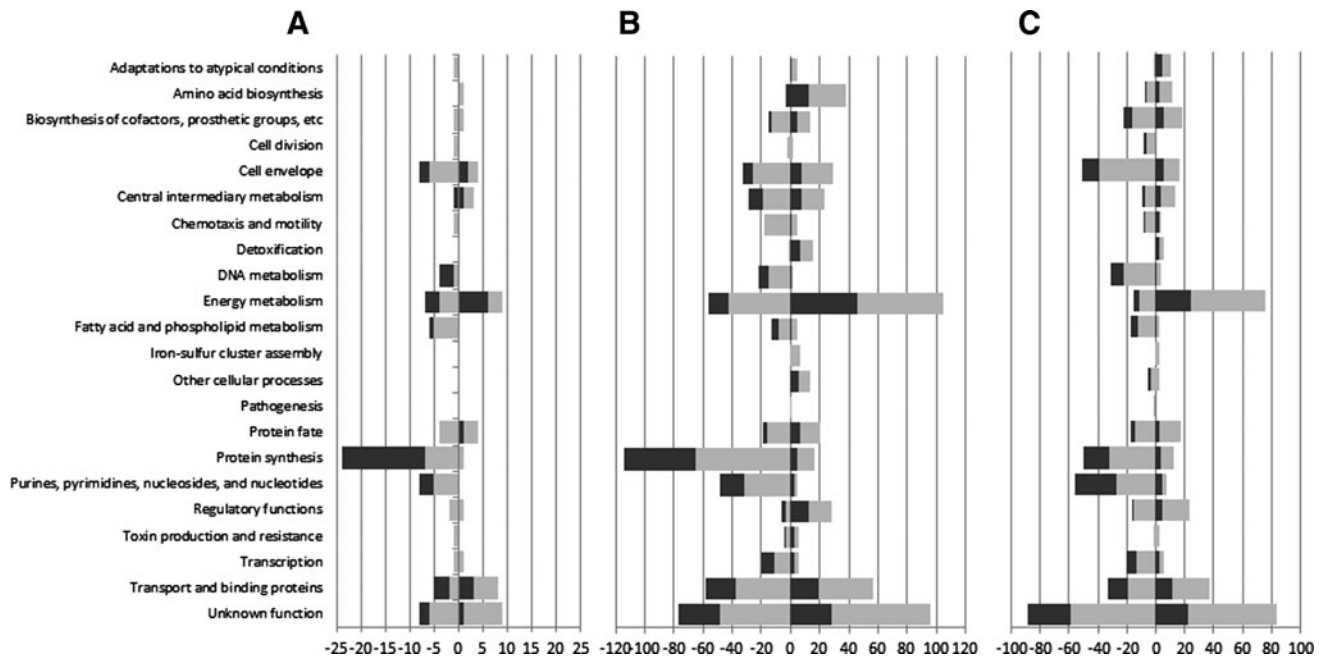 A B C
Adaptations to atypical conditions
Amino acid biosynthesis
Biosynthesis of cofactors, prosthetic groups, etc
Cell division
Cell envelope
Central intermediary metabolism
Chemotaxis and motility
Detoxification
DNA metabolism
Energy metabolism
Fatty acid and phospholipid metabolism
Iron-sulfur cluster assembly
Other cellular processes
Pathogenesis
Protein fate
Protein synthesis
Purines, pyrimidines, nucleosides, and nucleotides
Regulatory functions
Toxin production and resistance
Transcription
Transport and binding proteins
Unknown function
-25 -20 -15 -10 -5 0 5 10 15 20 25 -120 -100 -80 -60 -40 -20 0 20 40 60 80 100 120 -100 -80 -60 -40 -20 0 20 40 60 80 100